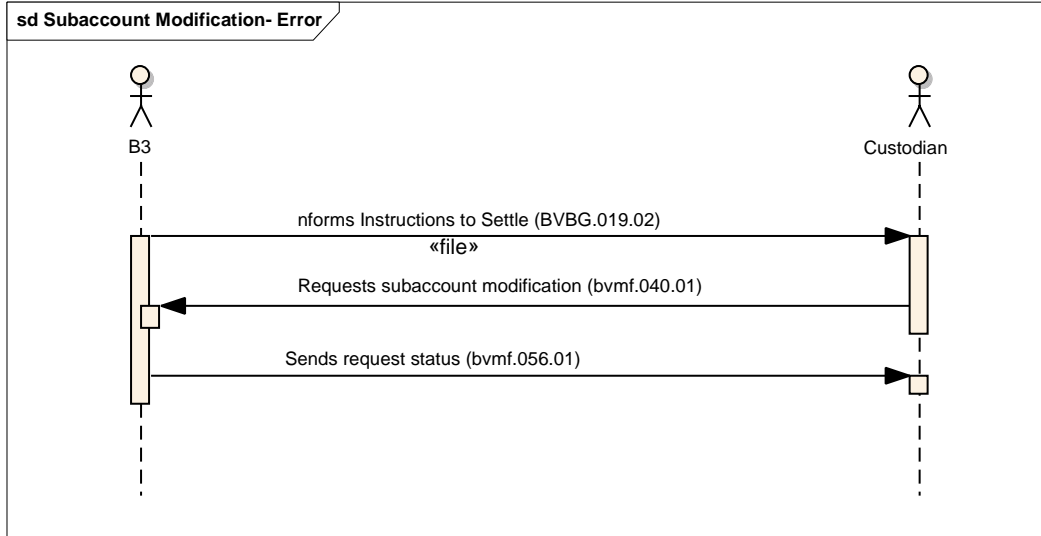 sd Subaccount Modification- Error
B3
Custodian
nforms Instructions to Settle (BVBG.019.02)
«file»
Requests subaccount modification (bvmf.040.01)
Sends request status (bvmf.056.01)